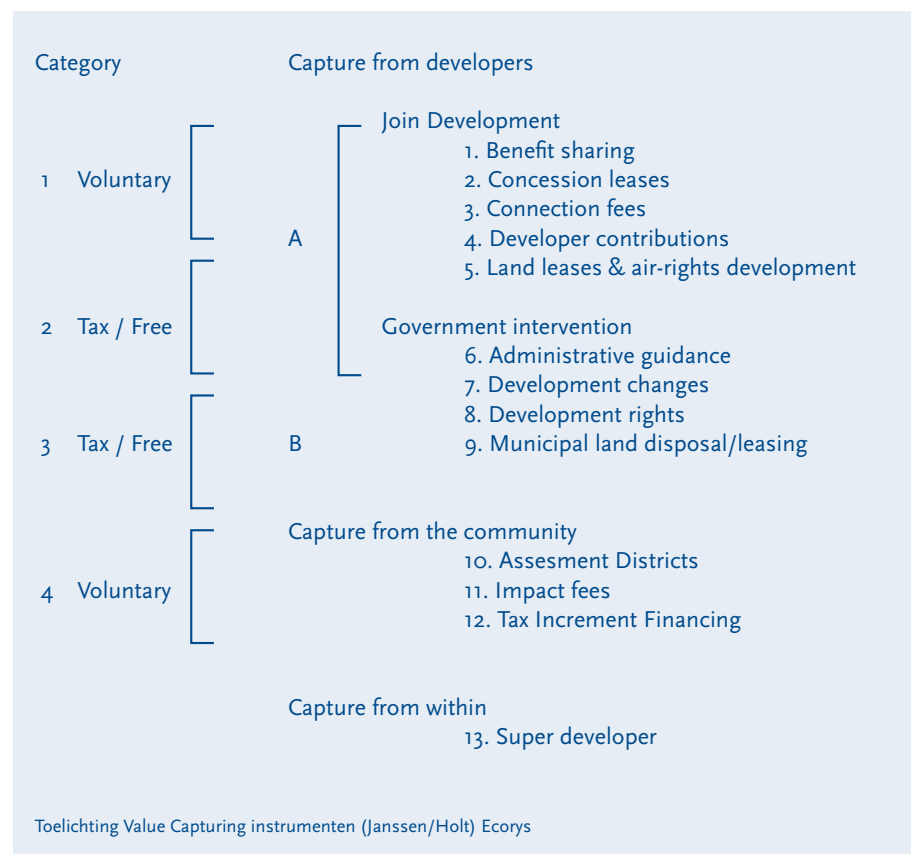 Category Capture from developers
Join Development
1. Benefit sharing
1 Voluntary 2. Concession leases
3. Connection fees
A 4. Developer contributions
5. Land leases & air-rights development
2 Tax / Free Government intervention
6. Administrative guidance
7. Development changes
8. Development rights
3 Tax / Free B 9. Municipal land disposal/leasing
Capture from the community
10. Assesment Districts
4 Voluntary 11. Impact fees
12. Tax Increment Financing
Capture from within
13. Super developer
Toelichting Value Capturing instrumenten (Janssen/Holt) Ecorys